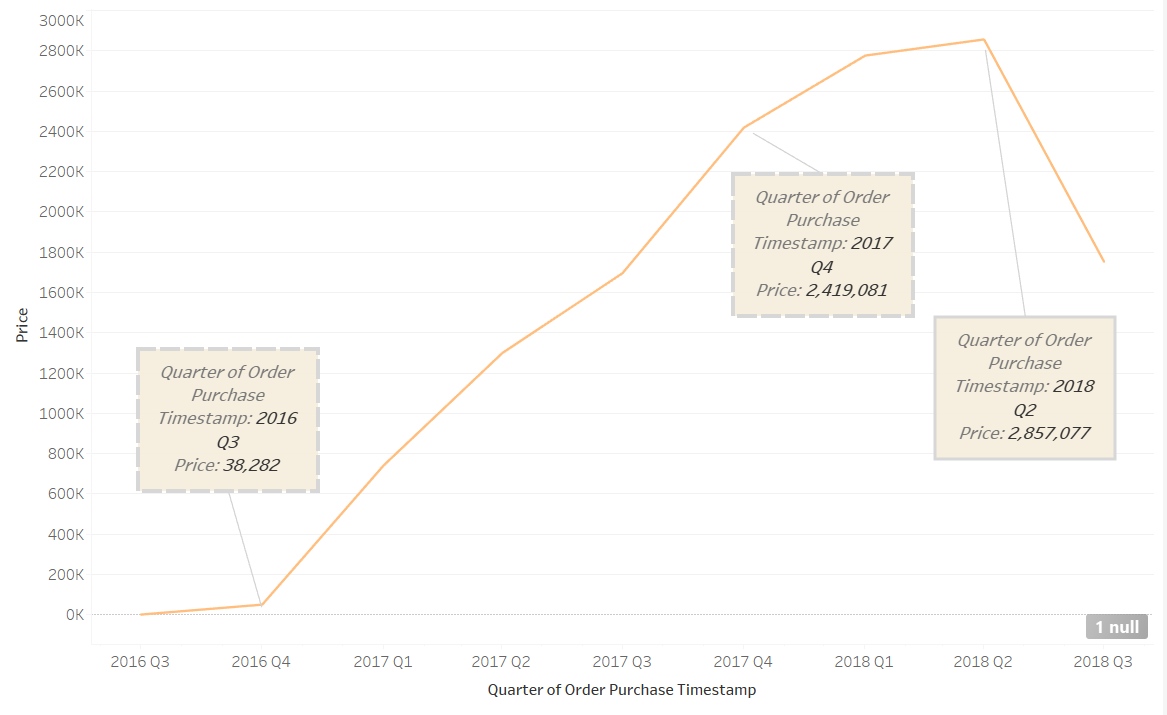 3000K
2800K
2600K
2400K
2200K
2000K
1800K
1600K
1400K
1200K
1000K
800K
600K
400K
200K
0K
Price
Quarter of Order
Purchase
Timestamp: 2016
Q3
Price: 38,282
Quarter of Order
Purchase
Timestamp: 2017
Q4
Price: 2,419,081
Quarter of Order
Purchase
Timestamp: 2018
Q2
Price: 2,857,077
1 null
2016 Q3 2016 Q4 2017 Q1 2017 Q2 2017 Q3 2017 Q4 2018 Q1 2018 Q2 2018 Q3
Quarter of Order Purchase Timestamp